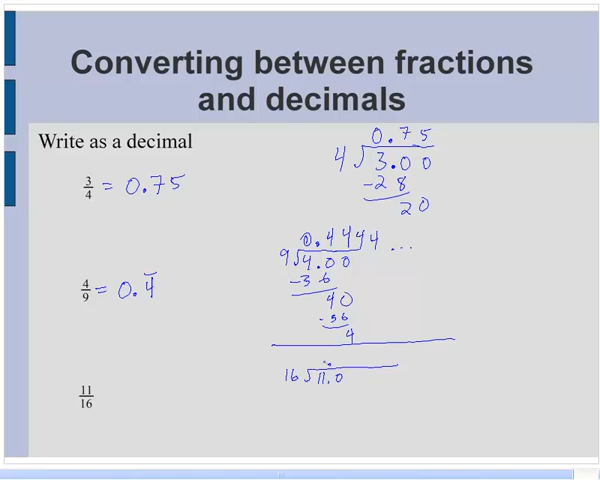 Converting between fractions
and decimals
Write as a decimal
3/4 = 0.75
0.75
4 √3.00
-28
20
4/9 = 0.4̅
0.4444 ...
9 √4.00
-36
40
-36
4
11/16
16 √11.0